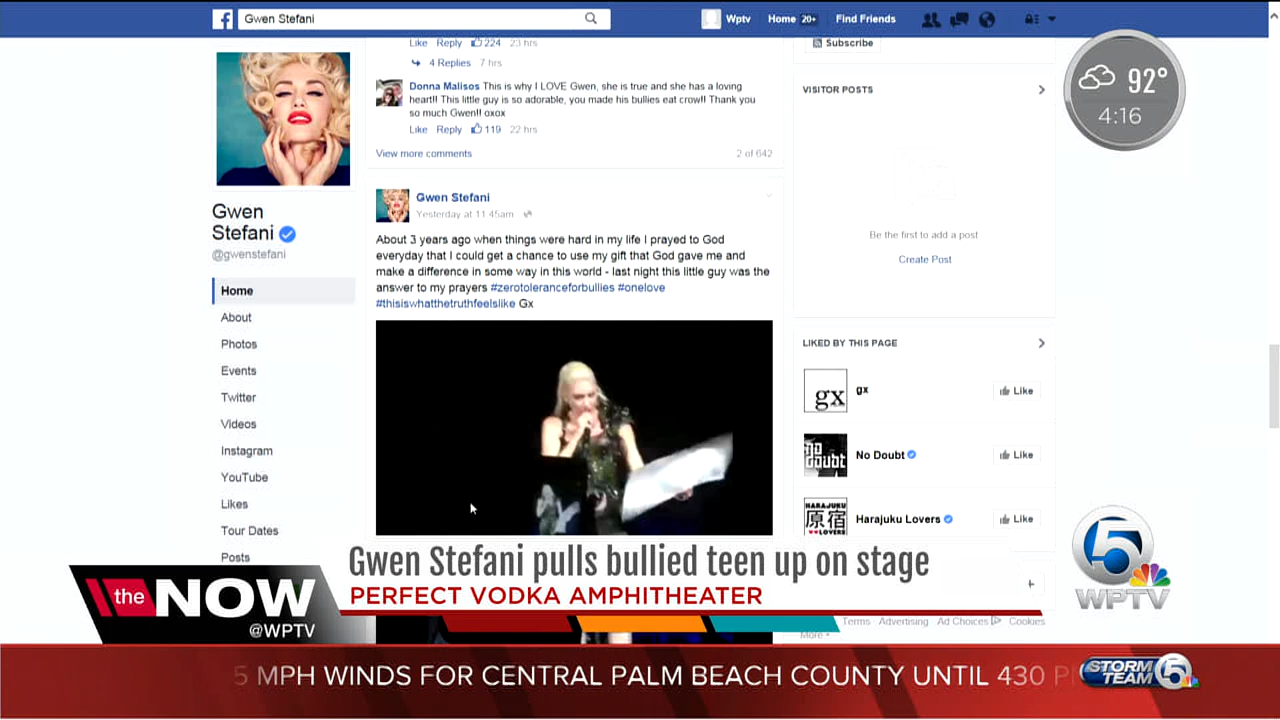 Gwen Stefani
Wptv Home 20+ Find Friends
Like Reply 224 23 hrs
4 Replies 7 hrs
Donna Malisos This is why I LOVE Gwen, she is true and she has a loving
heart!! This little guy is so adorable, you made his bullies eat crow!! Thank you
so much Gwen!! oxox
Like Reply 119 22 hrs
View more comments 2 of 642
Gwen
Stefani
@gwenstefani
Home
About
Photos
Events
Twitter
Videos
Instagram
YouTube
Likes
Tour Dates
Posts
Gwen Stefani
Yesterday at 11:45am
About 3 years ago when things were hard in my life I prayed to God
everyday that I could get a chance to use my gift that God gave me and
make a difference in some way in this world - last night this little guy was the
answer to my prayers #zerotoleranceforbullies #onelove
#thisiswhatthetruthfeelslike Gx
Subscribe
VISITOR POSTS
Be the first to add a post
Create Post
LIKED BY THIS PAGE
gx
gx Like
no doubt
No Doubt Like
HARAJUKU
原宿
LOVERS
Harajuku Lovers Like
Terms Advertising Ad Choices Cookies
More
92°
4:16
5
WPTV
Gwen Stefani pulls bullied teen up on stage
PERFECT VODKA AMPHITHEATER
the NOW
@WPTV
5 MPH WINDS FOR CENTRAL PALM BEACH COUNTY UNTIL 430 P
STORM
TEAM 5